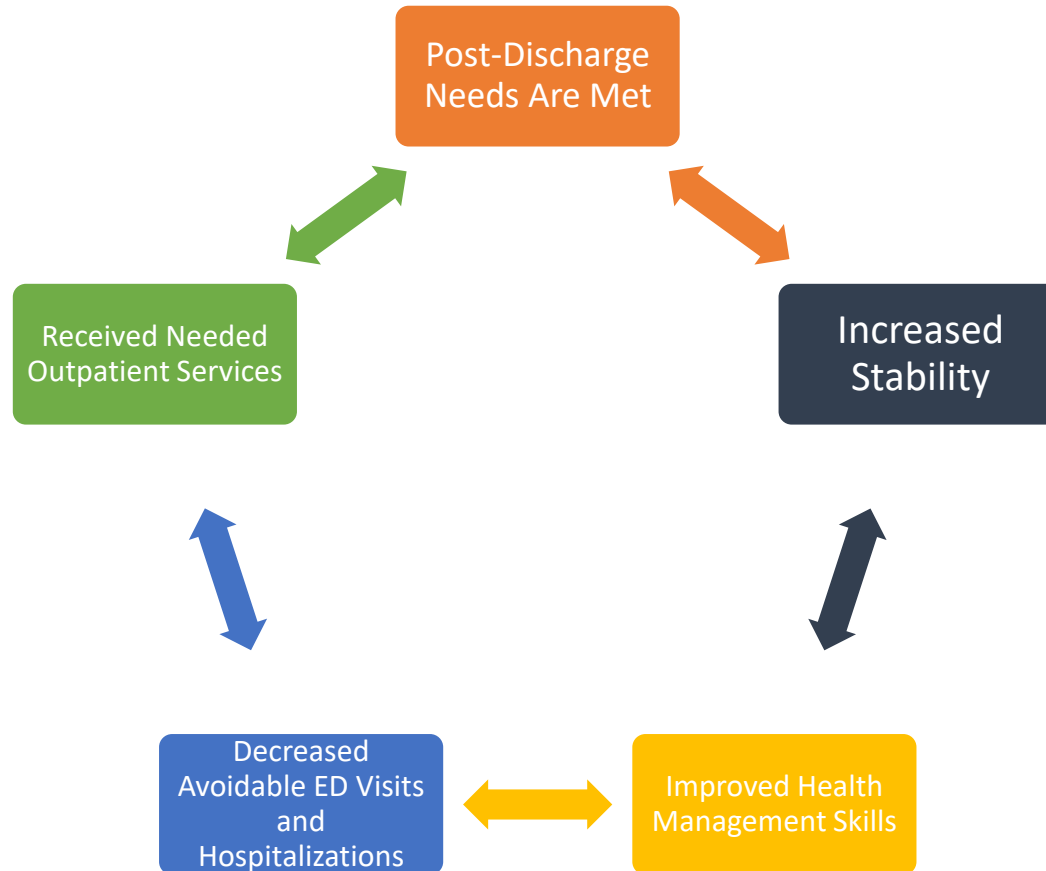 Post-Discharge
Needs Are Met
Received Needed
Outpatient Services
Increased
Stability
Decreased
Avoidable ED Visits
and
Hospitalizations
Improved Health
Management Skills